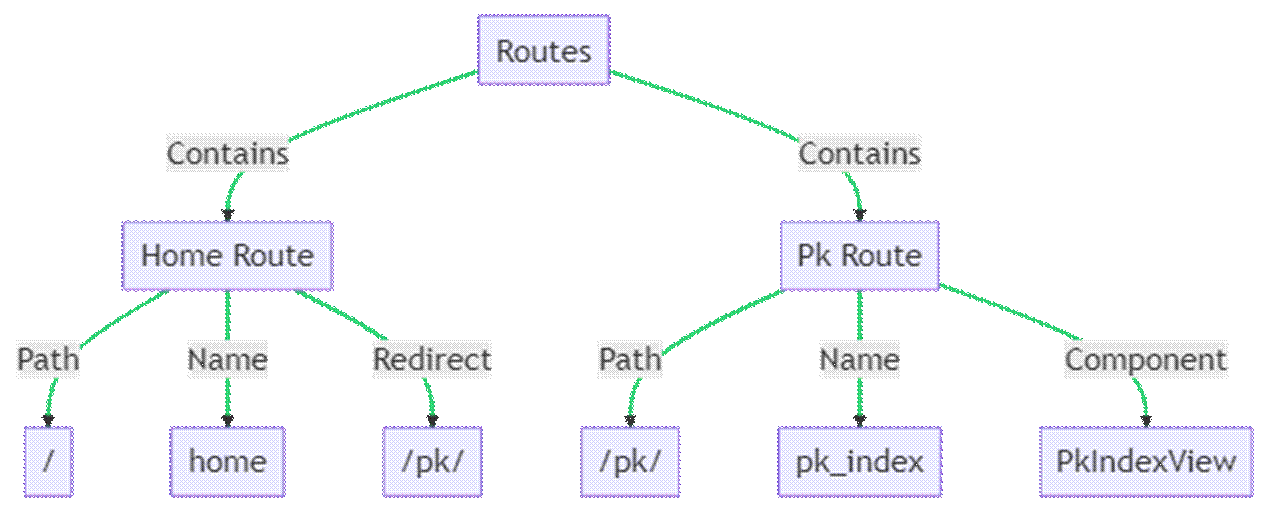 Routes
Contains
Contains
Home Route
Pk Route
Path
Name
Redirect
Path
Name
Component
/
home
/pk/
/pk/
pk_index
PkIndexView